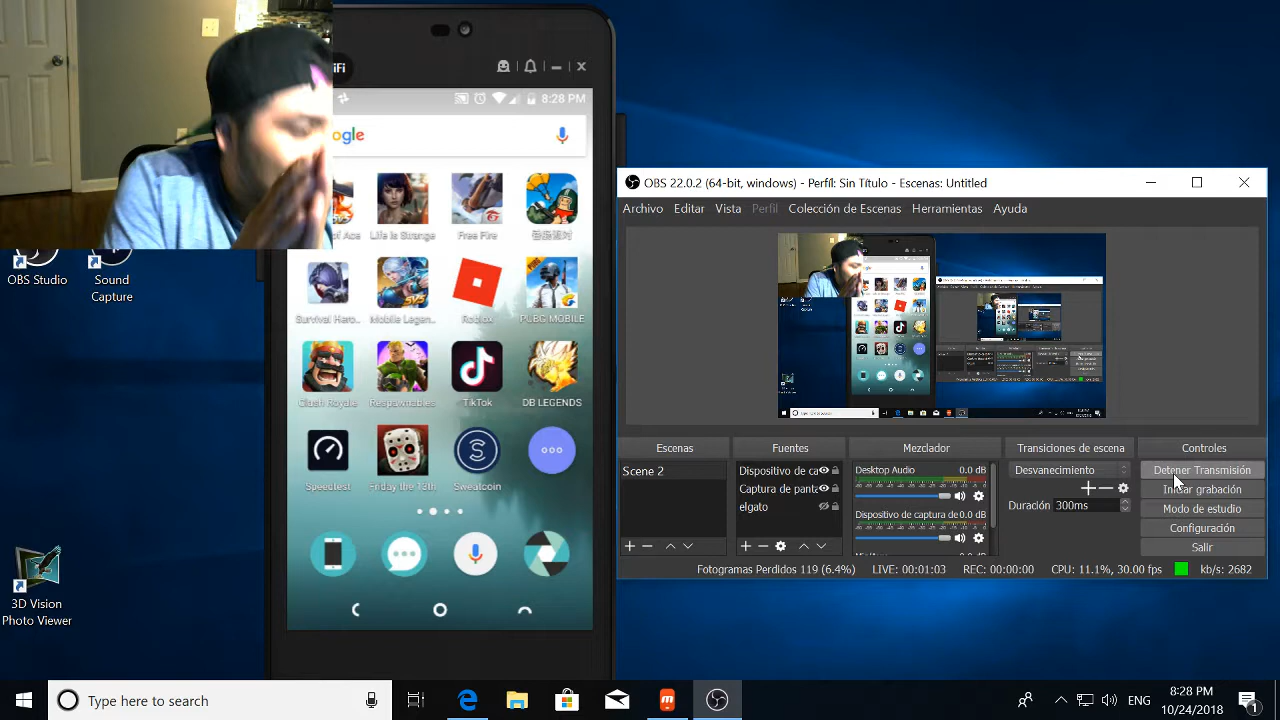 iFi
8:28 PM
ogle
of Ace
Life is Strange
Free Fire
Survival Hero..
Mobile Legen..
Roblox
PUBG MOBILE
Clash Royale
Respawnables
TikTok
DB LEGENDS
Speedtest
Friday the 13th
Sweatcoin
OBS Studio
Sound
Capture
3D Vision
Photo Viewer
OBS 22.0.2 (64-bit, windows) - Perfíl: Sin Título - Escenas: Untitled
Archivo Editar Vista Perfíl Colección de Escenas Herramientas Ayuda
Escenas
Fuentes
Mezclador
Transiciones de escena
Controles
Scene 2
Dispositivo de ca
Captura de panta
elgato
Desktop Audio 0.0 dB
Dispositivo de captura de 0.0 dB
Desvanecimiento
Duración 300ms
Detener Transmisión
Iniciar grabación
Modo de estudio
Configuración
Salir
Fotogramas Perdidos 119 (6.4%) LIVE: 00:01:03 REC: 00:00:00 CPU: 11.1%, 30.00 fps kb/s: 2682
Type here to search
ENG
8:28 PM
10/24/2018
1